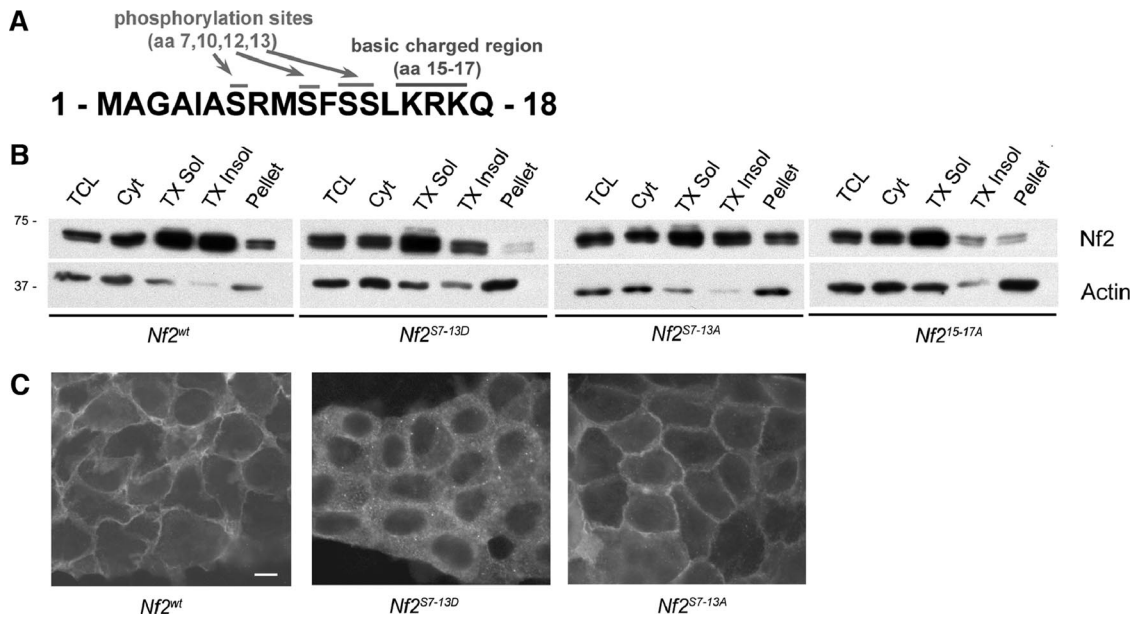 A
phosphorylation sites
(aa 7,10,12,13)
basic charged region
(aa 15-17)
1 - MAGAIASRMSFSSLKRKQ - 18
B
TCL Cyt TX Sol TX Insol Pellet TCL Cyt TX Sol TX Insol Pellet TCL Cyt TX Sol TX Insol Pellet TCL Cyt TX Sol TX Insol Pellet
75 -
Nf2
37 -
Actin
Nf2wt Nf2S7-13D Nf2S7-13A Nf215-17A
C
Nf2wt Nf2S7-13D Nf2S7-13A